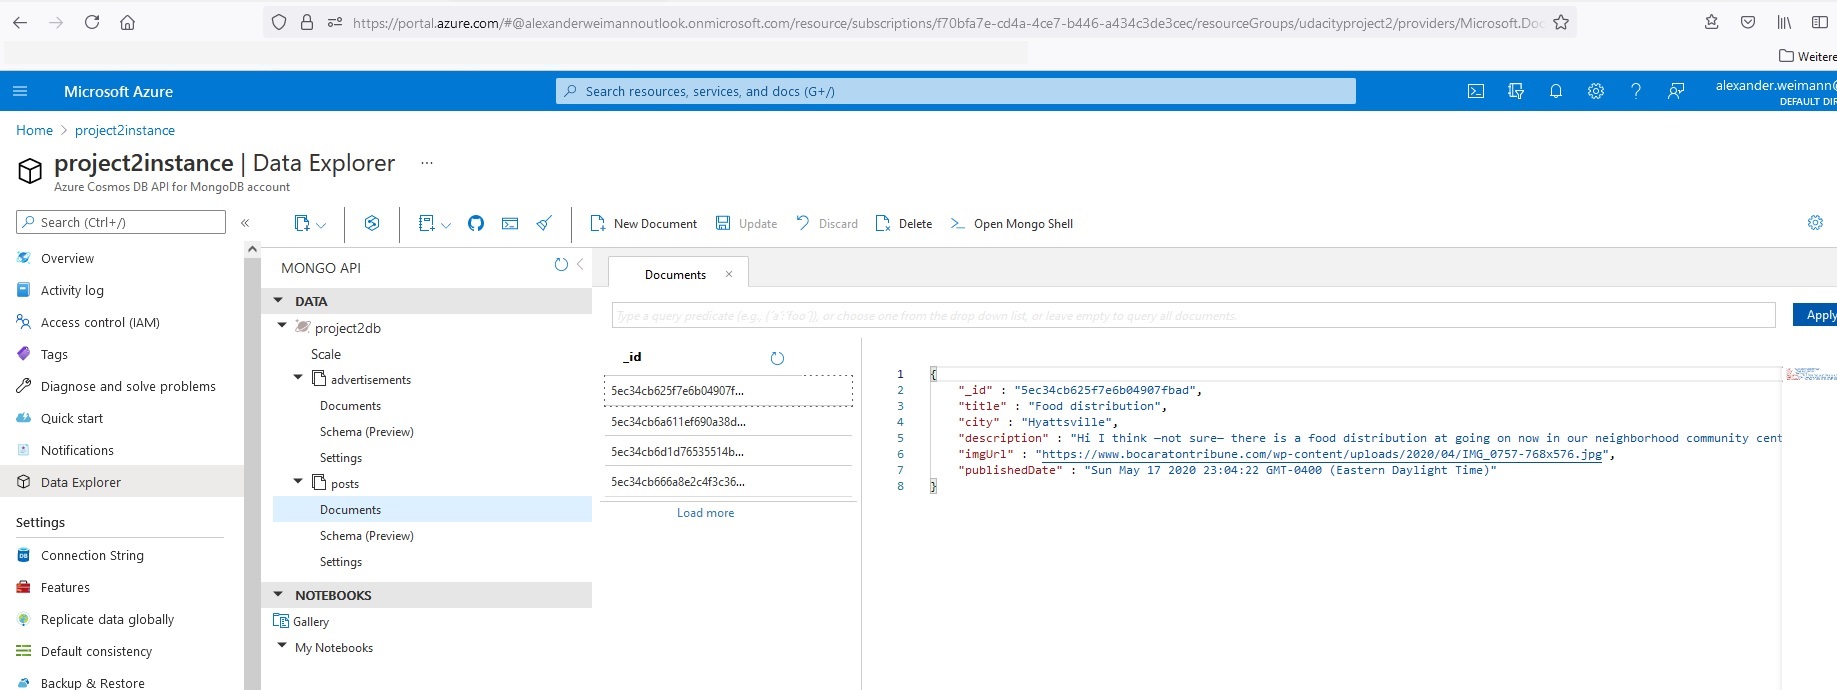 https://portal.azure.com/#@alexanderweimannoutlook.onmicrosoft.com/resource/subscriptions/f70bfa7e-cd4a-4ce7-b446-a434c3de3cec/resourceGroups/udacityproject2/providers/Microsoft.Doc
Weitere
Microsoft Azure
Search resources, services, and docs (G+/)
alexander.weimann@
DEFAULT DIR
Home > project2instance
project2instance | Data Explorer ...
Azure Cosmos DB API for MongoDB account
Search (Ctrl+/)
«
New Document
Update
Discard
Delete
Open Mongo Shell
Overview
Activity log
Access control (IAM)
Tags
Diagnose and solve problems
Quick start
Notifications
Data Explorer
Settings
Connection String
Features
Replicate data globally
Default consistency
Backup & Restore
MONGO API
DATA
project2db
Scale
advertisements
Documents
Schema (Preview)
Settings
posts
Documents
Schema (Preview)
Settings
NOTEBOOKS
Gallery
My Notebooks
Documents ×
Type a query predicate (e.g., {'a':'foo'}), or choose one from the drop down list, or leave empty to query all documents.
Apply
_id
5ec34cb625f7e6b04907f...
5ec34cb6a611ef690a38d...
5ec34cb6d1d76535514b...
5ec34cb666a8e2c4f3c36...
Load more
1 {
2 "_id" : "5ec34cb625f7e6b04907fbad",
3 "title" : "Food distribution",
4 "city" : "Hyattsville",
5 "description" : "Hi I think —not sure— there is a food distribution at going on now in our neighborhood community cent
6 "imgUrl" : "https://www.bocaratontribune.com/wp-content/uploads/2020/04/IMG_0757-768x576.jpg",
7 "publishedDate" : "Sun May 17 2020 23:04:22 GMT-0400 (Eastern Daylight Time)"
8 }